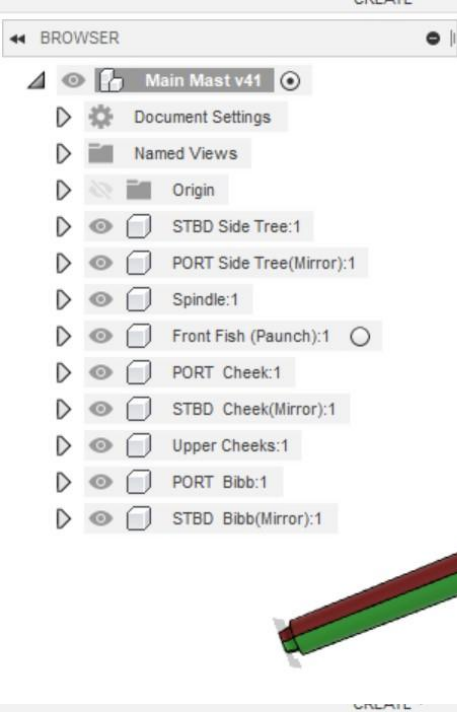 CREATE
BROWSER
Main Mast v41
Document Settings
Named Views
Origin
STBD Side Tree:1
PORT Side Tree(Mirror):1
Spindle:1
Front Fish (Paunch):1
PORT Cheek:1
STBD Cheek(Mirror):1
Upper Cheeks:1
PORT Bibb:1
STBD Bibb(Mirror):1
CREATE